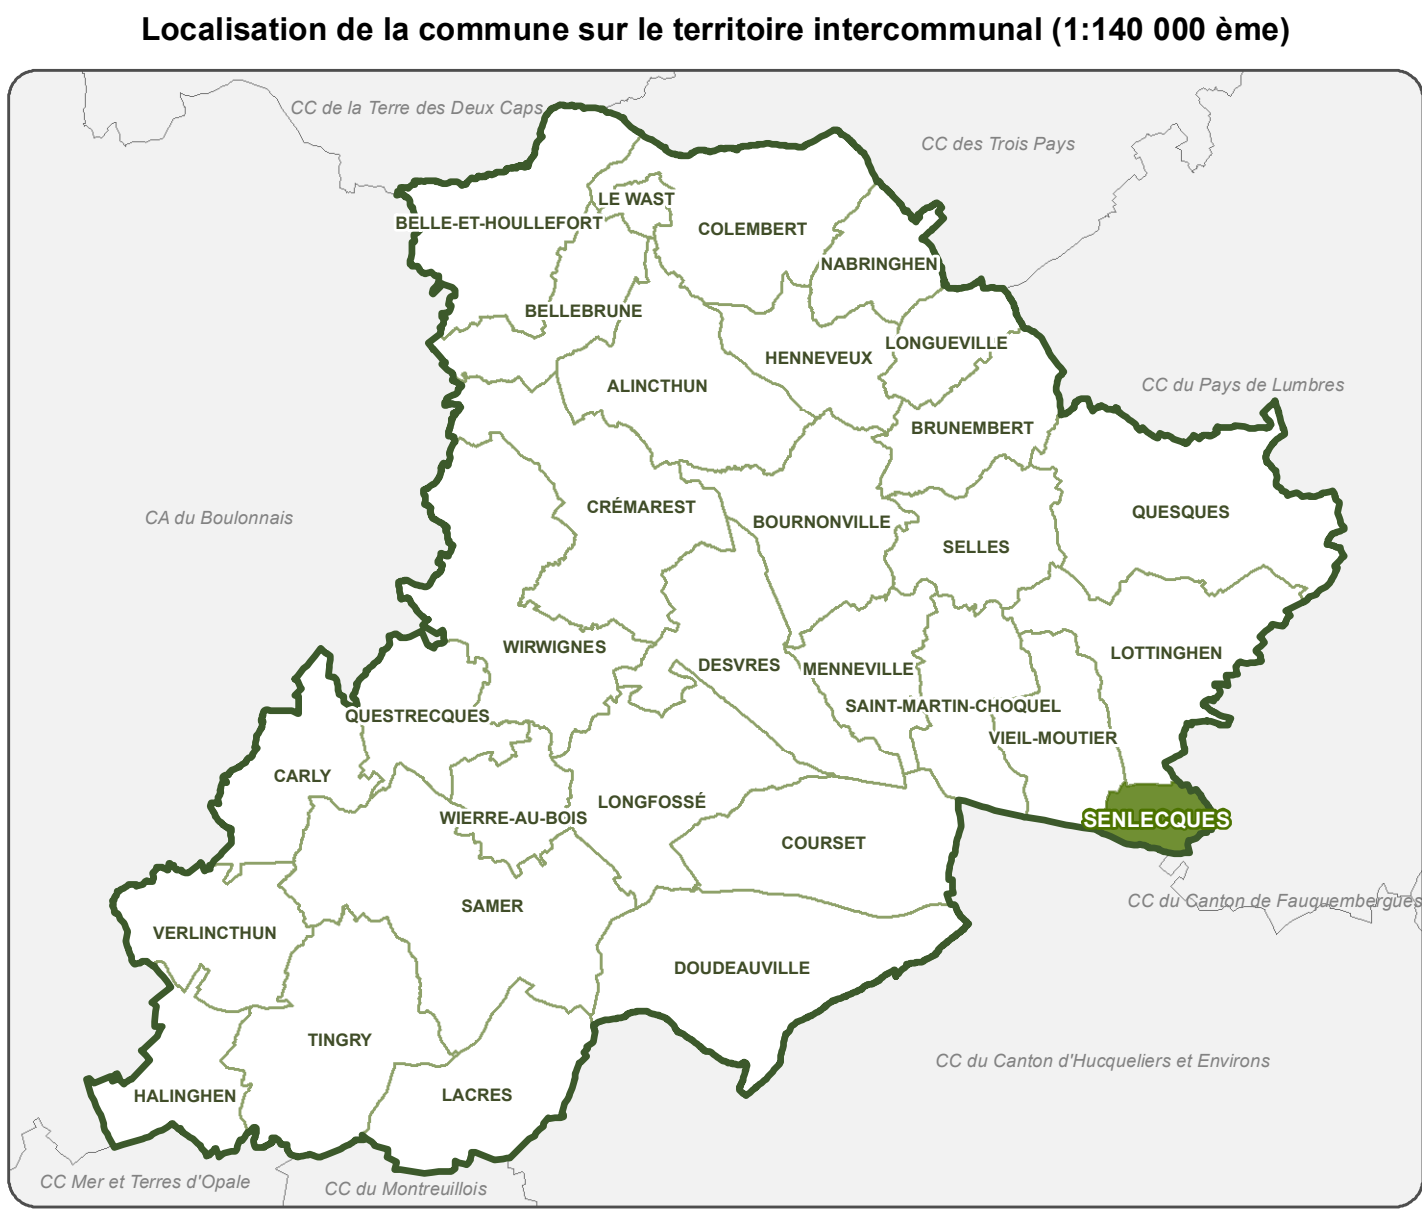 Localisation de la commune sur le territoire intercommunal (1:140 000 ème)
CC de la Terre des Deux Caps
CC des Trois Pays
LE WAST
BELLE-ET-HOULLEFORT
COLEMBERT
NABRINGHEN
BELLEBRUNE
LONGUEVILLE
HENNEVEUX
ALINCTHUN
CC du Pays de Lumbres
BRUNEMBERT
CRÉMAREST
QUESQUES
CA du Boulonnais
BOURNONVILLE
SELLES
WIRWIGNES
LOTTINGHEN
DESVRES
MENNEVILLE
SAINT-MARTIN-CHOQUEL
QUESTRECQUES
VIEIL-MOUTIER
CARLY
LONGFOSSÉ
WIERRE-AU-BOIS
SENLECQUES
COURSET
CC du Canton de Fauquembergues
SAMER
VERLINCTHUN
DOUDEAUVILLE
TINGRY
CC du Canton d'Hucqueliers et Environs
HALINGHEN
LACRES
CC Mer et Terres d'Opale
CC du Montreuillois